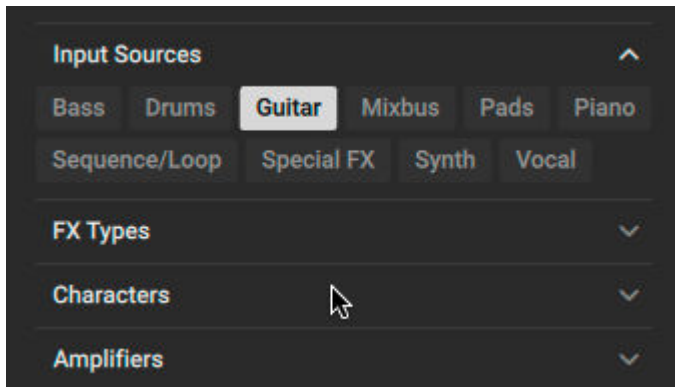 Input Sources
Bass Drums Guitar Mixbus Pads Piano
Sequence/Loop Special FX Synth Vocal
FX Types
Characters
Amplifiers